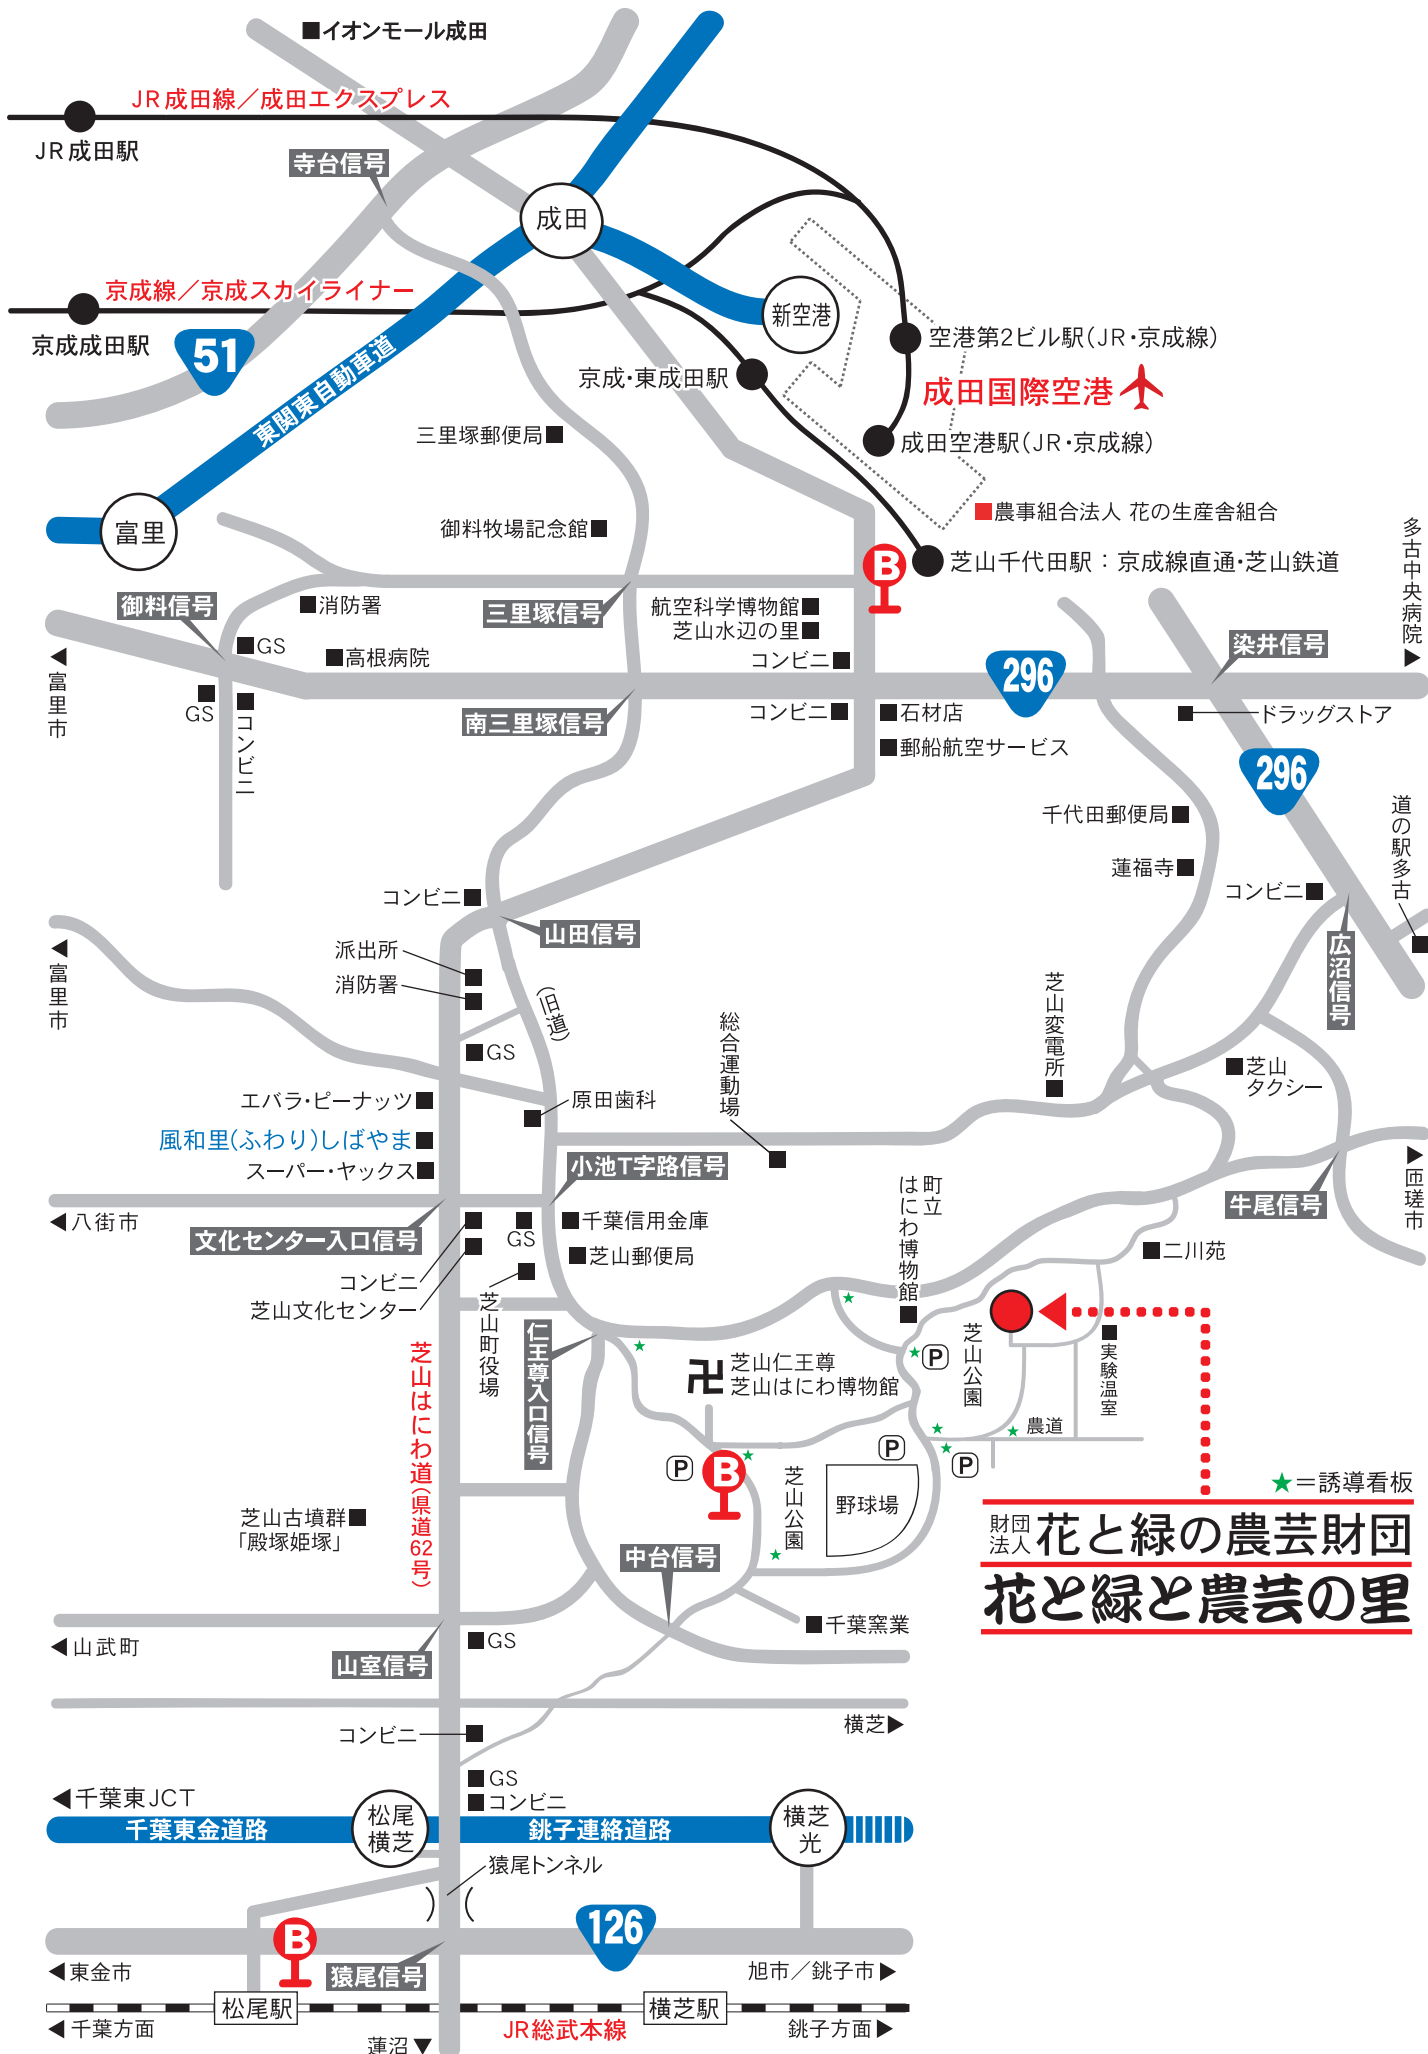 ■イオンモール成田
JR成田線／成田エクスプレス
JR成田駅
寺台信号
成田
京成線／京成スカイライナー
京成成田駅
51
東関東自動車道
新空港
空港第2ビル駅(JR・京成線)
京成・東成田駅
成田国際空港
成田空港駅(JR・京成線)
三里塚郵便局■
富里
御料牧場記念館■
■農事組合法人 花の生産舎組合
多古中央病院▶
B
芝山千代田駅：京成線直通・芝山鉄道
御料信号
■消防署
三里塚信号
航空科学博物館■
芝山水辺の里■
染井信号
■GS
■高根病院
コンビニ■
296
◀富里市
■GS
■コンビニ
南三里塚信号
コンビニ■
■石材店
■ドラッグストア
■郵船航空サービス
296
道の駅多古
千代田郵便局■
蓮福寺■
コンビニ■
コンビニ■
山田信号
広沼信号
◀富里市
派出所
消防署
(旧道)
芝山変電所
総合運動場
■GS
■芝山
タクシー
エバラ・ピーナッツ■
原田歯科
風和里(ふわり)しばやま■
スーパー・ヤックス■
小池T字路信号
町立
はにわ博物館
牛尾信号
▶匝瑳市
◀八街市
文化センター入口信号
GS
■千葉信用金庫
■芝山郵便局
■二川苑
コンビニ
芝山文化センター
芝山町役場
仁王尊入口信号
芝山はにわ道(県道62号)
卍
芝山仁王尊
芝山はにわ博物館
P
芝山公園
■実験温室
農道
P
P
P
B
芝山公園
野球場
★＝誘導看板
芝山古墳群■
「殿塚姫塚」
財団
法人
花と緑の農芸財団
花と緑と農芸の里
中台信号
■千葉窯業
◀山武町
山室信号
■GS
コンビニ
横芝▶
■GS
■コンビニ
◀千葉東JCT
千葉東金道路
松尾
横芝
銚子連絡道路
横芝
光
猿尾トンネル
B
126
◀東金市
猿尾信号
旭市／銚子市▶
松尾駅
横芝駅
◀千葉方面
JR総武本線
銚子方面▶
蓮沼▼